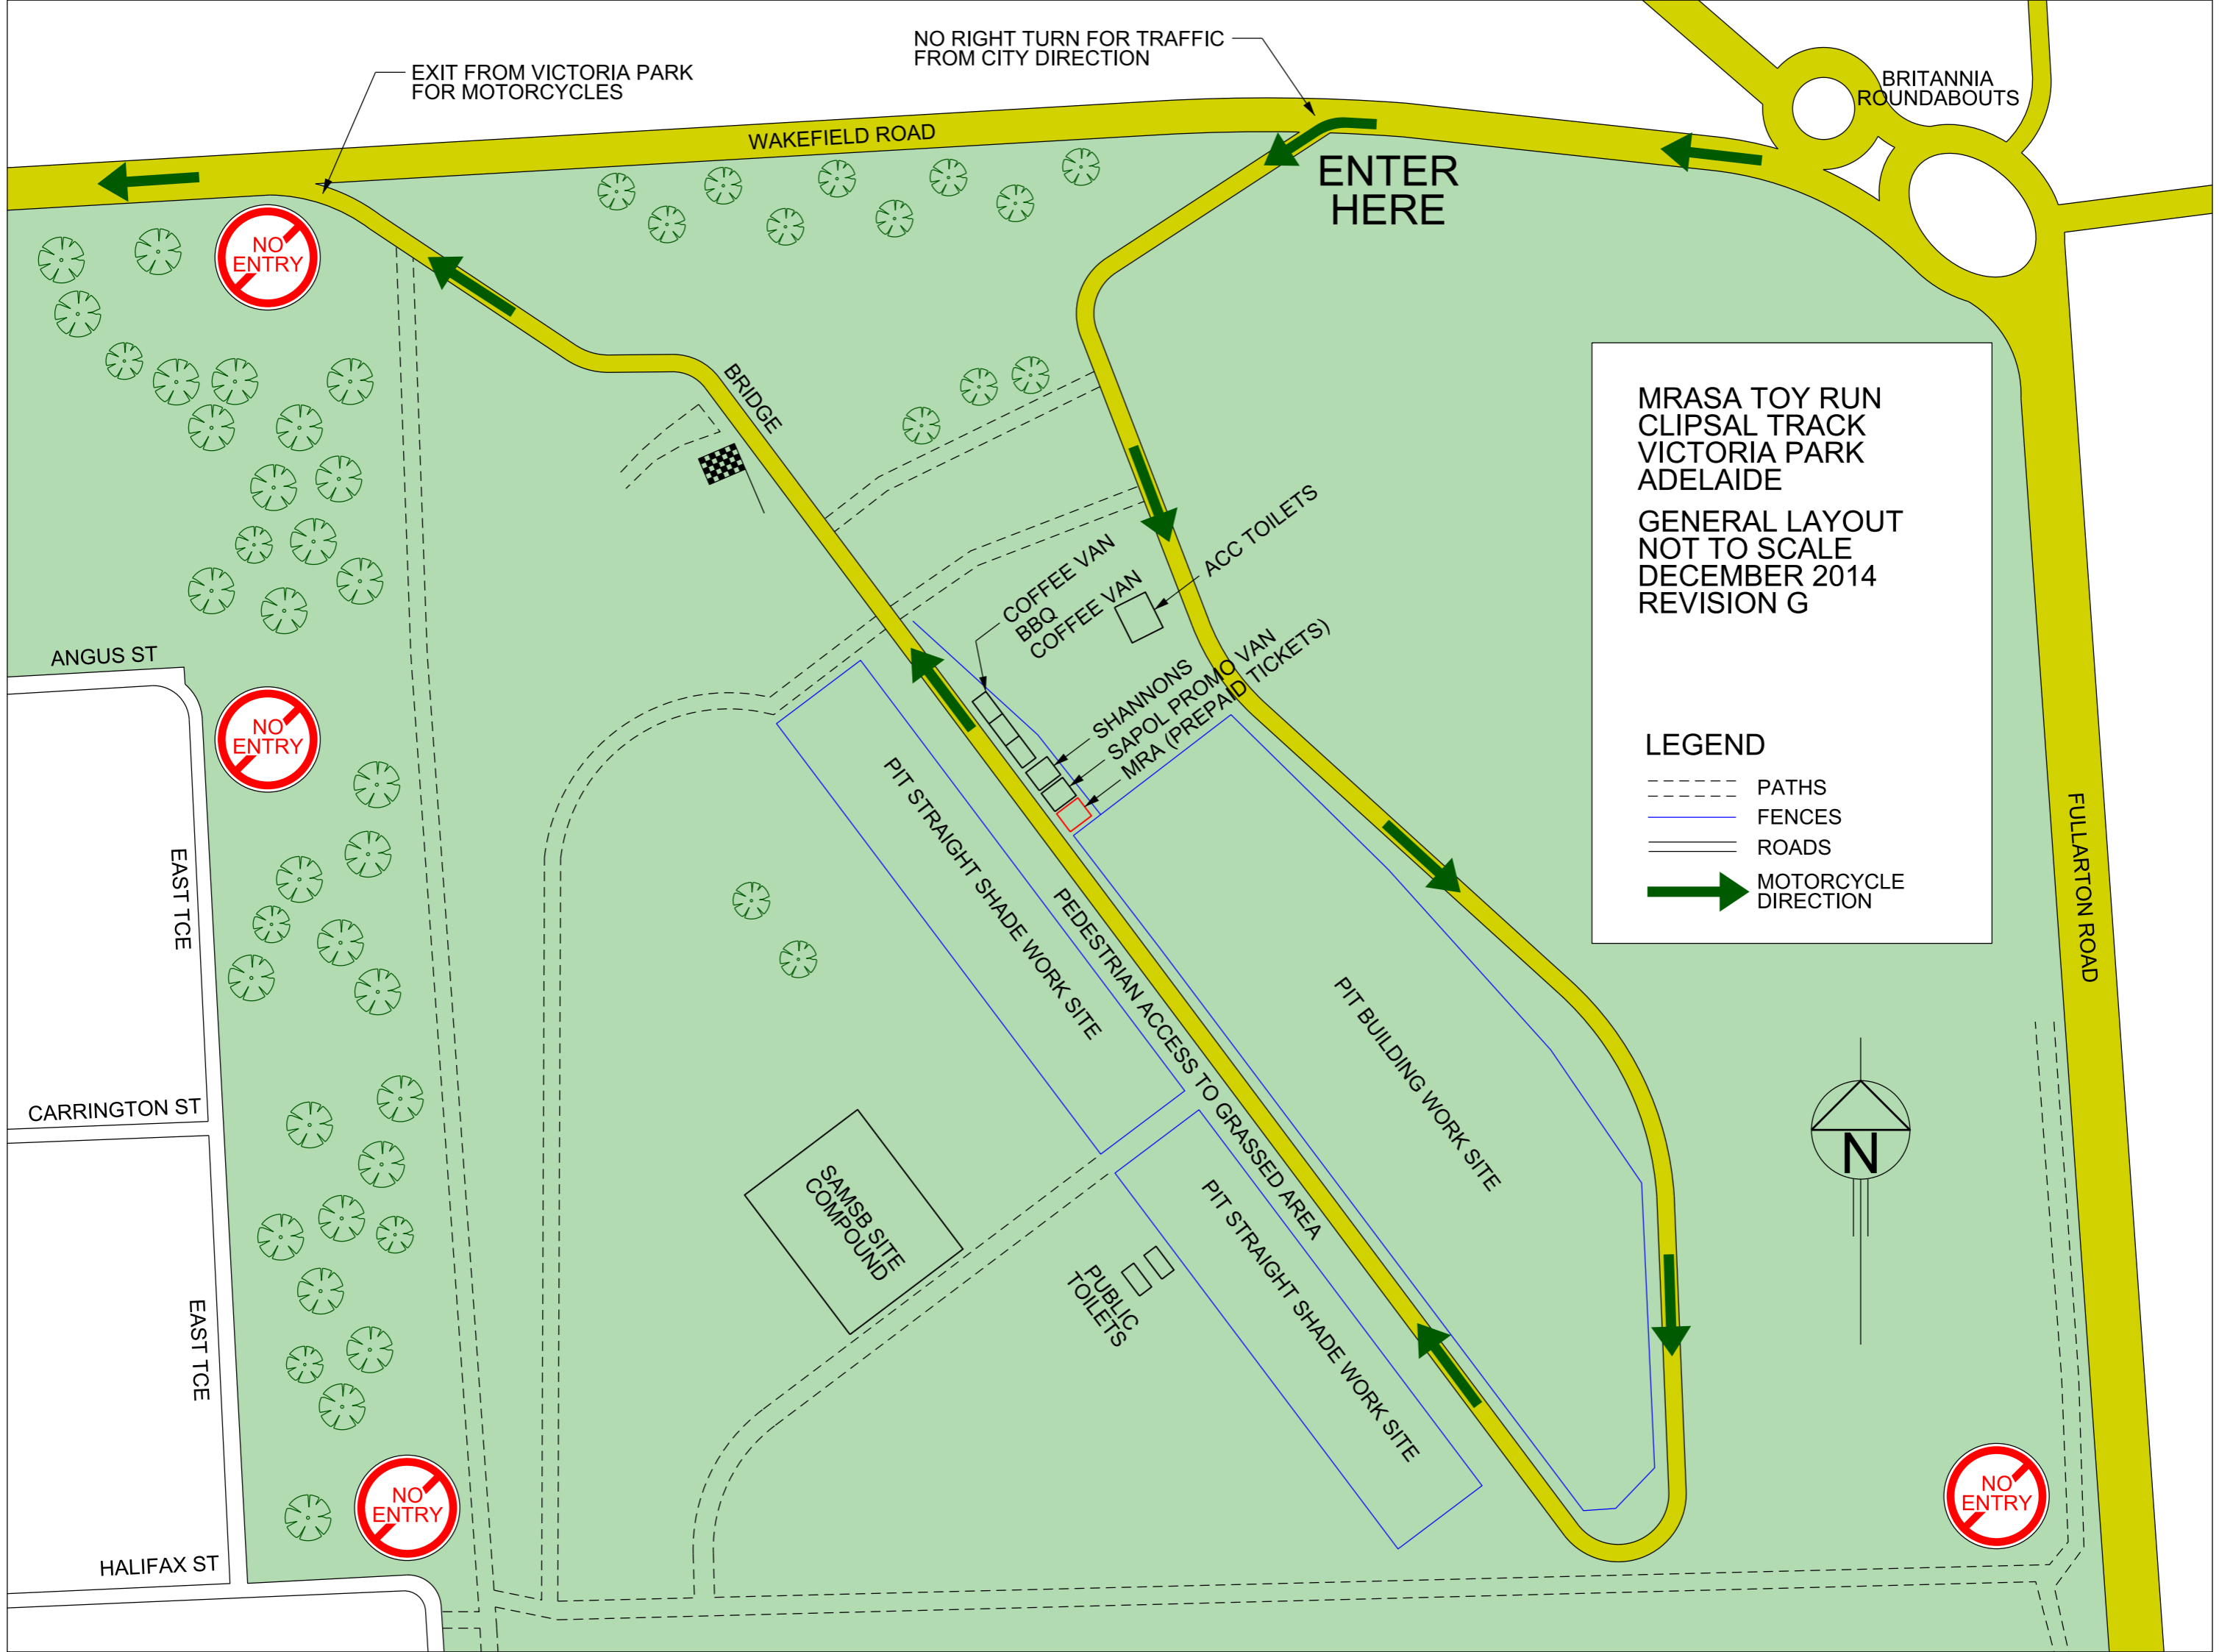 NO RIGHT TURN FOR TRAFFIC
FROM CITY DIRECTION
EXIT FROM VICTORIA PARK
FOR MOTORCYCLES
BRITANNIA
ROUNDABOUTS
WAKEFIELD ROAD
ENTER
HERE
NO
ENTRY
BRIDGE
MRASA TOY RUN
CLIPSAL TRACK
VICTORIA PARK
ADELAIDE
GENERAL LAYOUT
NOT TO SCALE
DECEMBER 2014
REVISION G
COFFEE VAN
BBQ
COFFEE VAN
ACC TOILETS
SHANNONS
SAPOL PROMO VAN
MRA (PREPAID TICKETS)
ANGUS ST
NO
ENTRY
LEGEND
PATHS
FENCES
ROADS
MOTORCYCLE
DIRECTION
EAST TCE
PIT STRAIGHT SHADE WORK SITE
PEDESTRIAN ACCESS TO GRASSED AREA
PIT BUILDING WORK SITE
FULLARTON ROAD
CARRINGTON ST
N
SAMSB SITE
COMPOUND
PUBLIC
TOILETS
PIT STRAIGHT SHADE WORK SITE
EAST TCE
NO
ENTRY
NO
ENTRY
HALIFAX ST